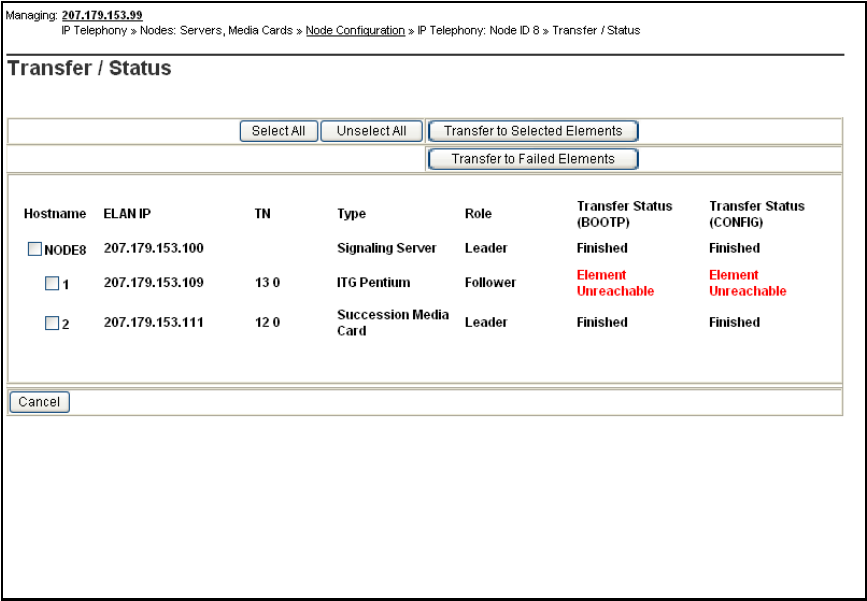 Managing: 207.179.153.99
IP Telephony » Nodes: Servers, Media Cards » Node Configuration » IP Telephony: Node ID 8 » Transfer / Status
Transfer / Status
Select All Unselect All Transfer to Selected Elements
Transfer to Failed Elements
Hostname ELAN IP TN Type Role Transfer Status (BOOTP) Transfer Status (CONFIG)
NODE8 207.179.153.100 Signaling Server Leader Finished Finished
1 207.179.153.109 13 0 ITG Pentium Follower Element Unreachable Element Unreachable
2 207.179.153.111 12 0 Succession Media Card Leader Finished Finished
Cancel